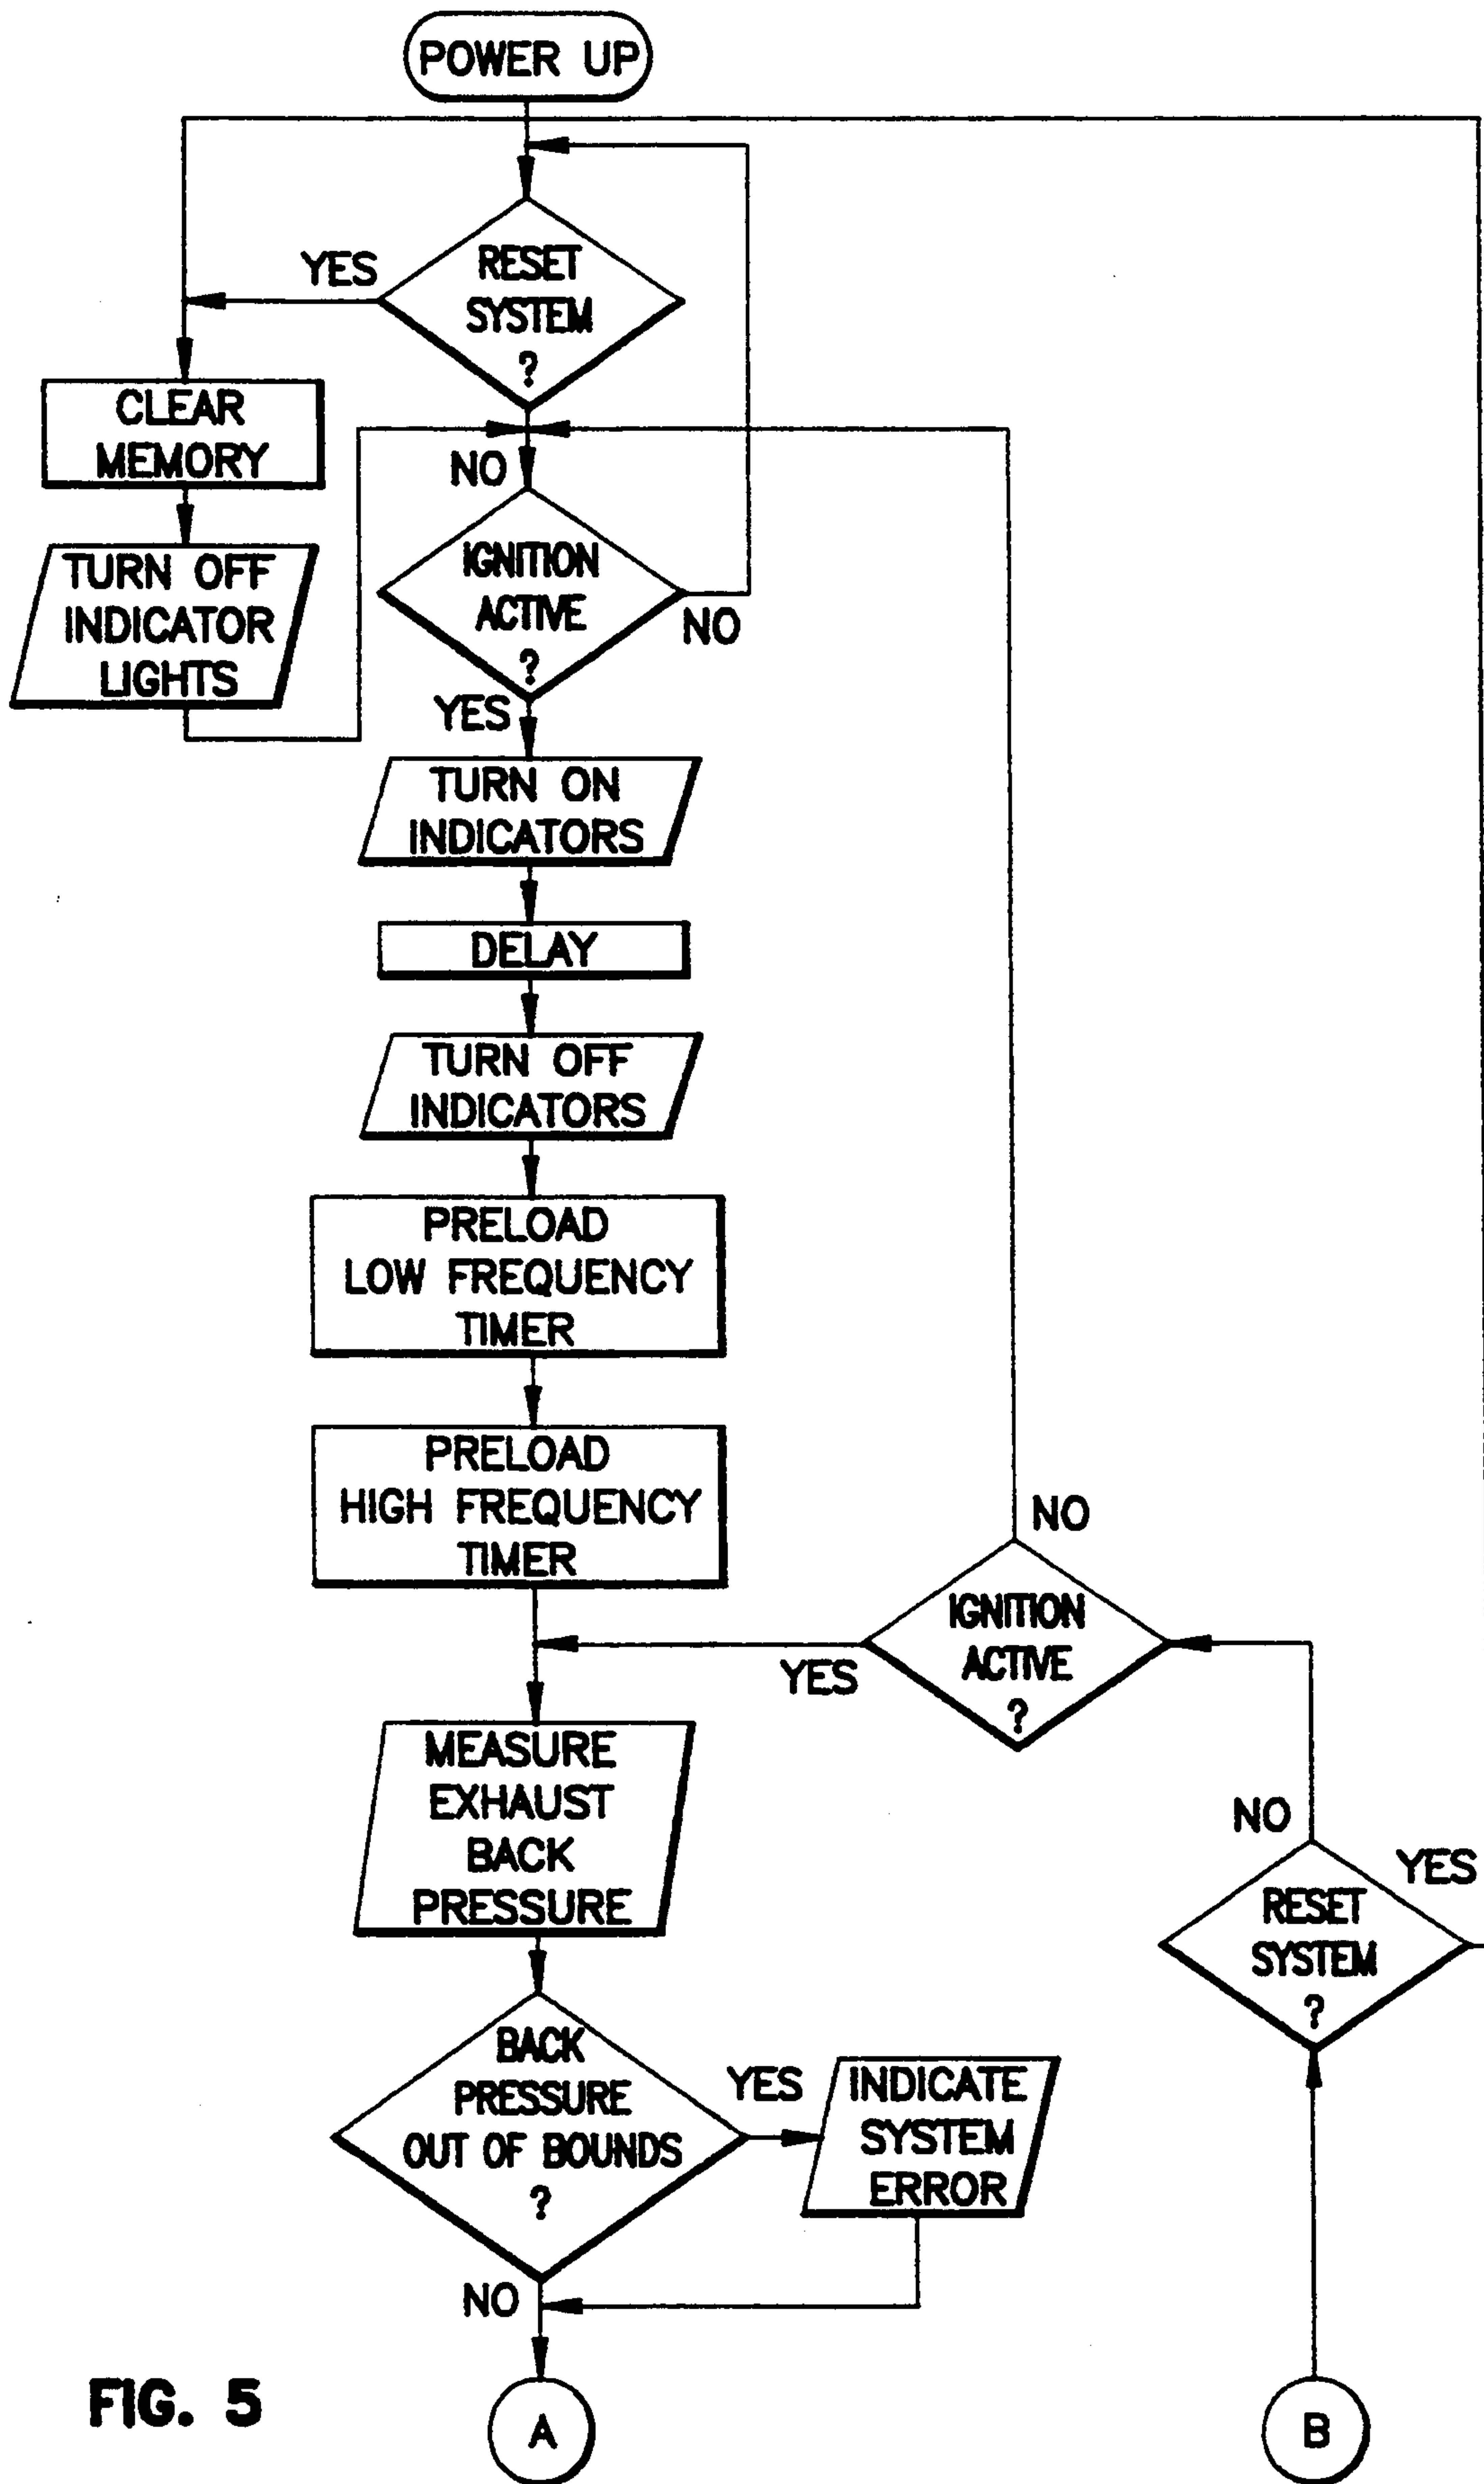 POWER UP
YES
RESET
SYSTEM
?
CLEAR
MEMORY
NO
TURN OFF
INDICATOR
LIGHTS
IGNITION
ACTIVE
?
NO
YES
TURN ON
INDICATORS
DELAY
TURN OFF
INDICATORS
PRELOAD
LOW FREQUENCY
TIMER
PRELOAD
HIGH FREQUENCY
TIMER
NO
IGNITION
ACTIVE
?
YES
MEASURE
EXHAUST
BACK
PRESSURE
NO
YES
RESET
SYSTEM
?
BACK
PRESSURE
OUT OF BOUNDS
?
YES
INDICATE
SYSTEM
ERROR
NO
FIG. 5
A
B